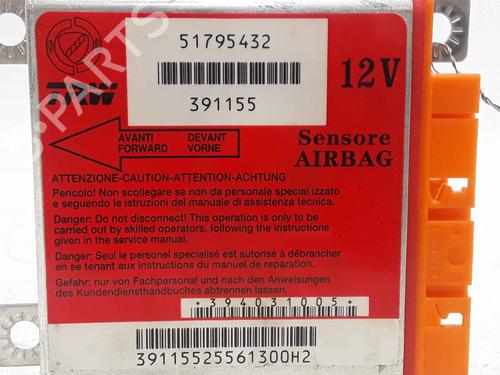 51795432
12V
391155
TRW
AVANTI DEVANT
FORWARD VORNE
Sensore
AIRBAG
ATTENZIONE-CAUTION-ATTENTION-ACHTUNG
Pericolo! Non scollegare se non da personale special izzato
e seguendo le istruzioni del manuale di assistenza tecnica.
Danger: Do not disconnect! This operation is only to be
carried out by skilled operators, following the instructions
given in the service manual.
Danger: Seul le personel spécialisé est autorisé à débrancher
en se tenant aux instructions du manuel de reparation.
Gefahr: nur von Fachpersonal und nach den Anweisungen
des Kundendiensthandbuches abtrennen lassen.
*394031005*
39115525561300H2